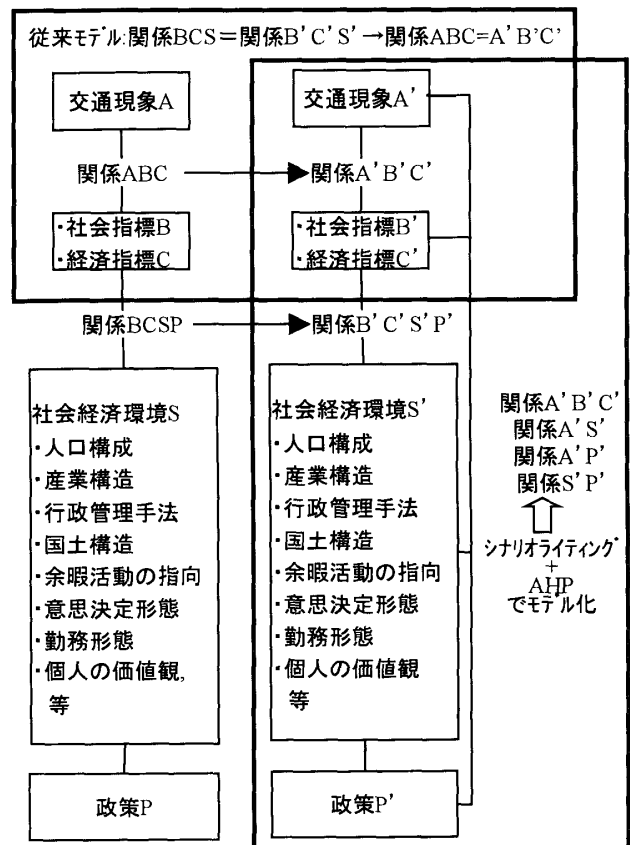 従来モデル:関係BCS＝関係B'C'S'→関係ABC=A'B'C'
交通現象A
関係ABC
・社会指標B
・経済指標C
関係BCSP
社会経済環境S
・人口構成
・産業構造
・行政管理手法
・国土構造
・余暇活動の指向
・意思決定形態
・勤務形態
・個人の価値観,
等
政策P
交通現象A'
関係A'B'C'
・社会指標B'
・経済指標C'
関係B'C'S'P'
社会経済環境S'
・人口構成
・産業構造
・行政管理手法
・国土構造
・余暇活動の指向
・意思決定形態
・勤務形態
・個人の価値観
等
政策P'
関係A'B'C'
関係A'S'
関係A'P'
関係S'P'
シナリオライティング
+
AHP
でモデル化